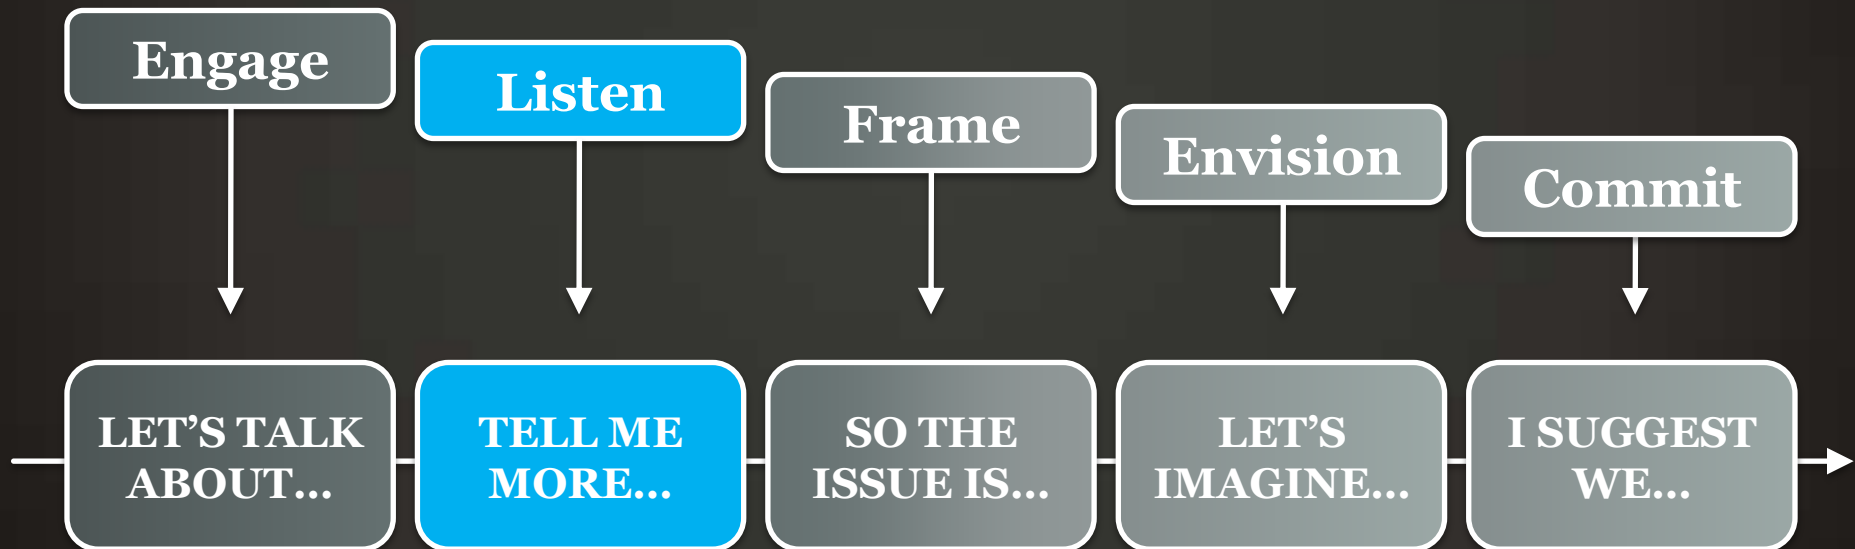 Engage
Listen
Frame
Envision
Commit
LET’S TALK
ABOUT…
TELL ME
MORE…
SO THE
ISSUE IS…
LET’S
IMAGINE…
I SUGGEST
WE…